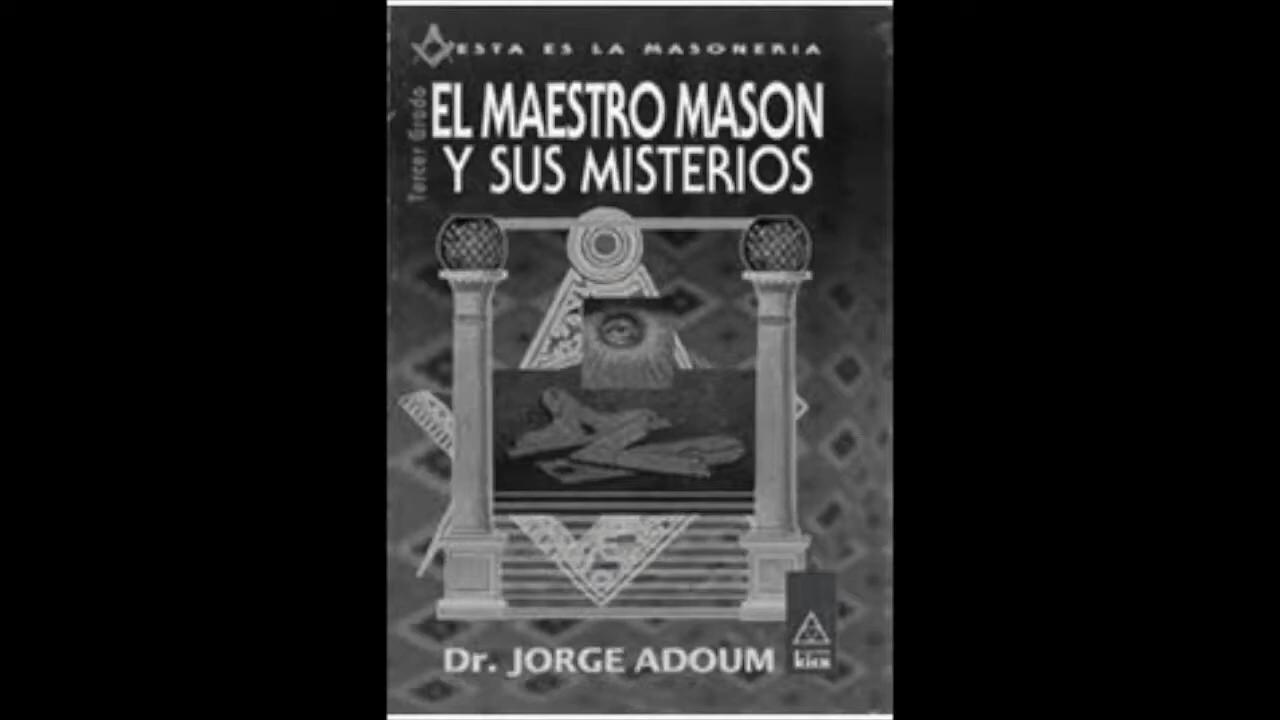 ESTA ES LA MASONERIA
Tercer Grado
EL MAESTRO MASON
Y SUS MISTERIOS
Dr. JORGE ADOUM
kier